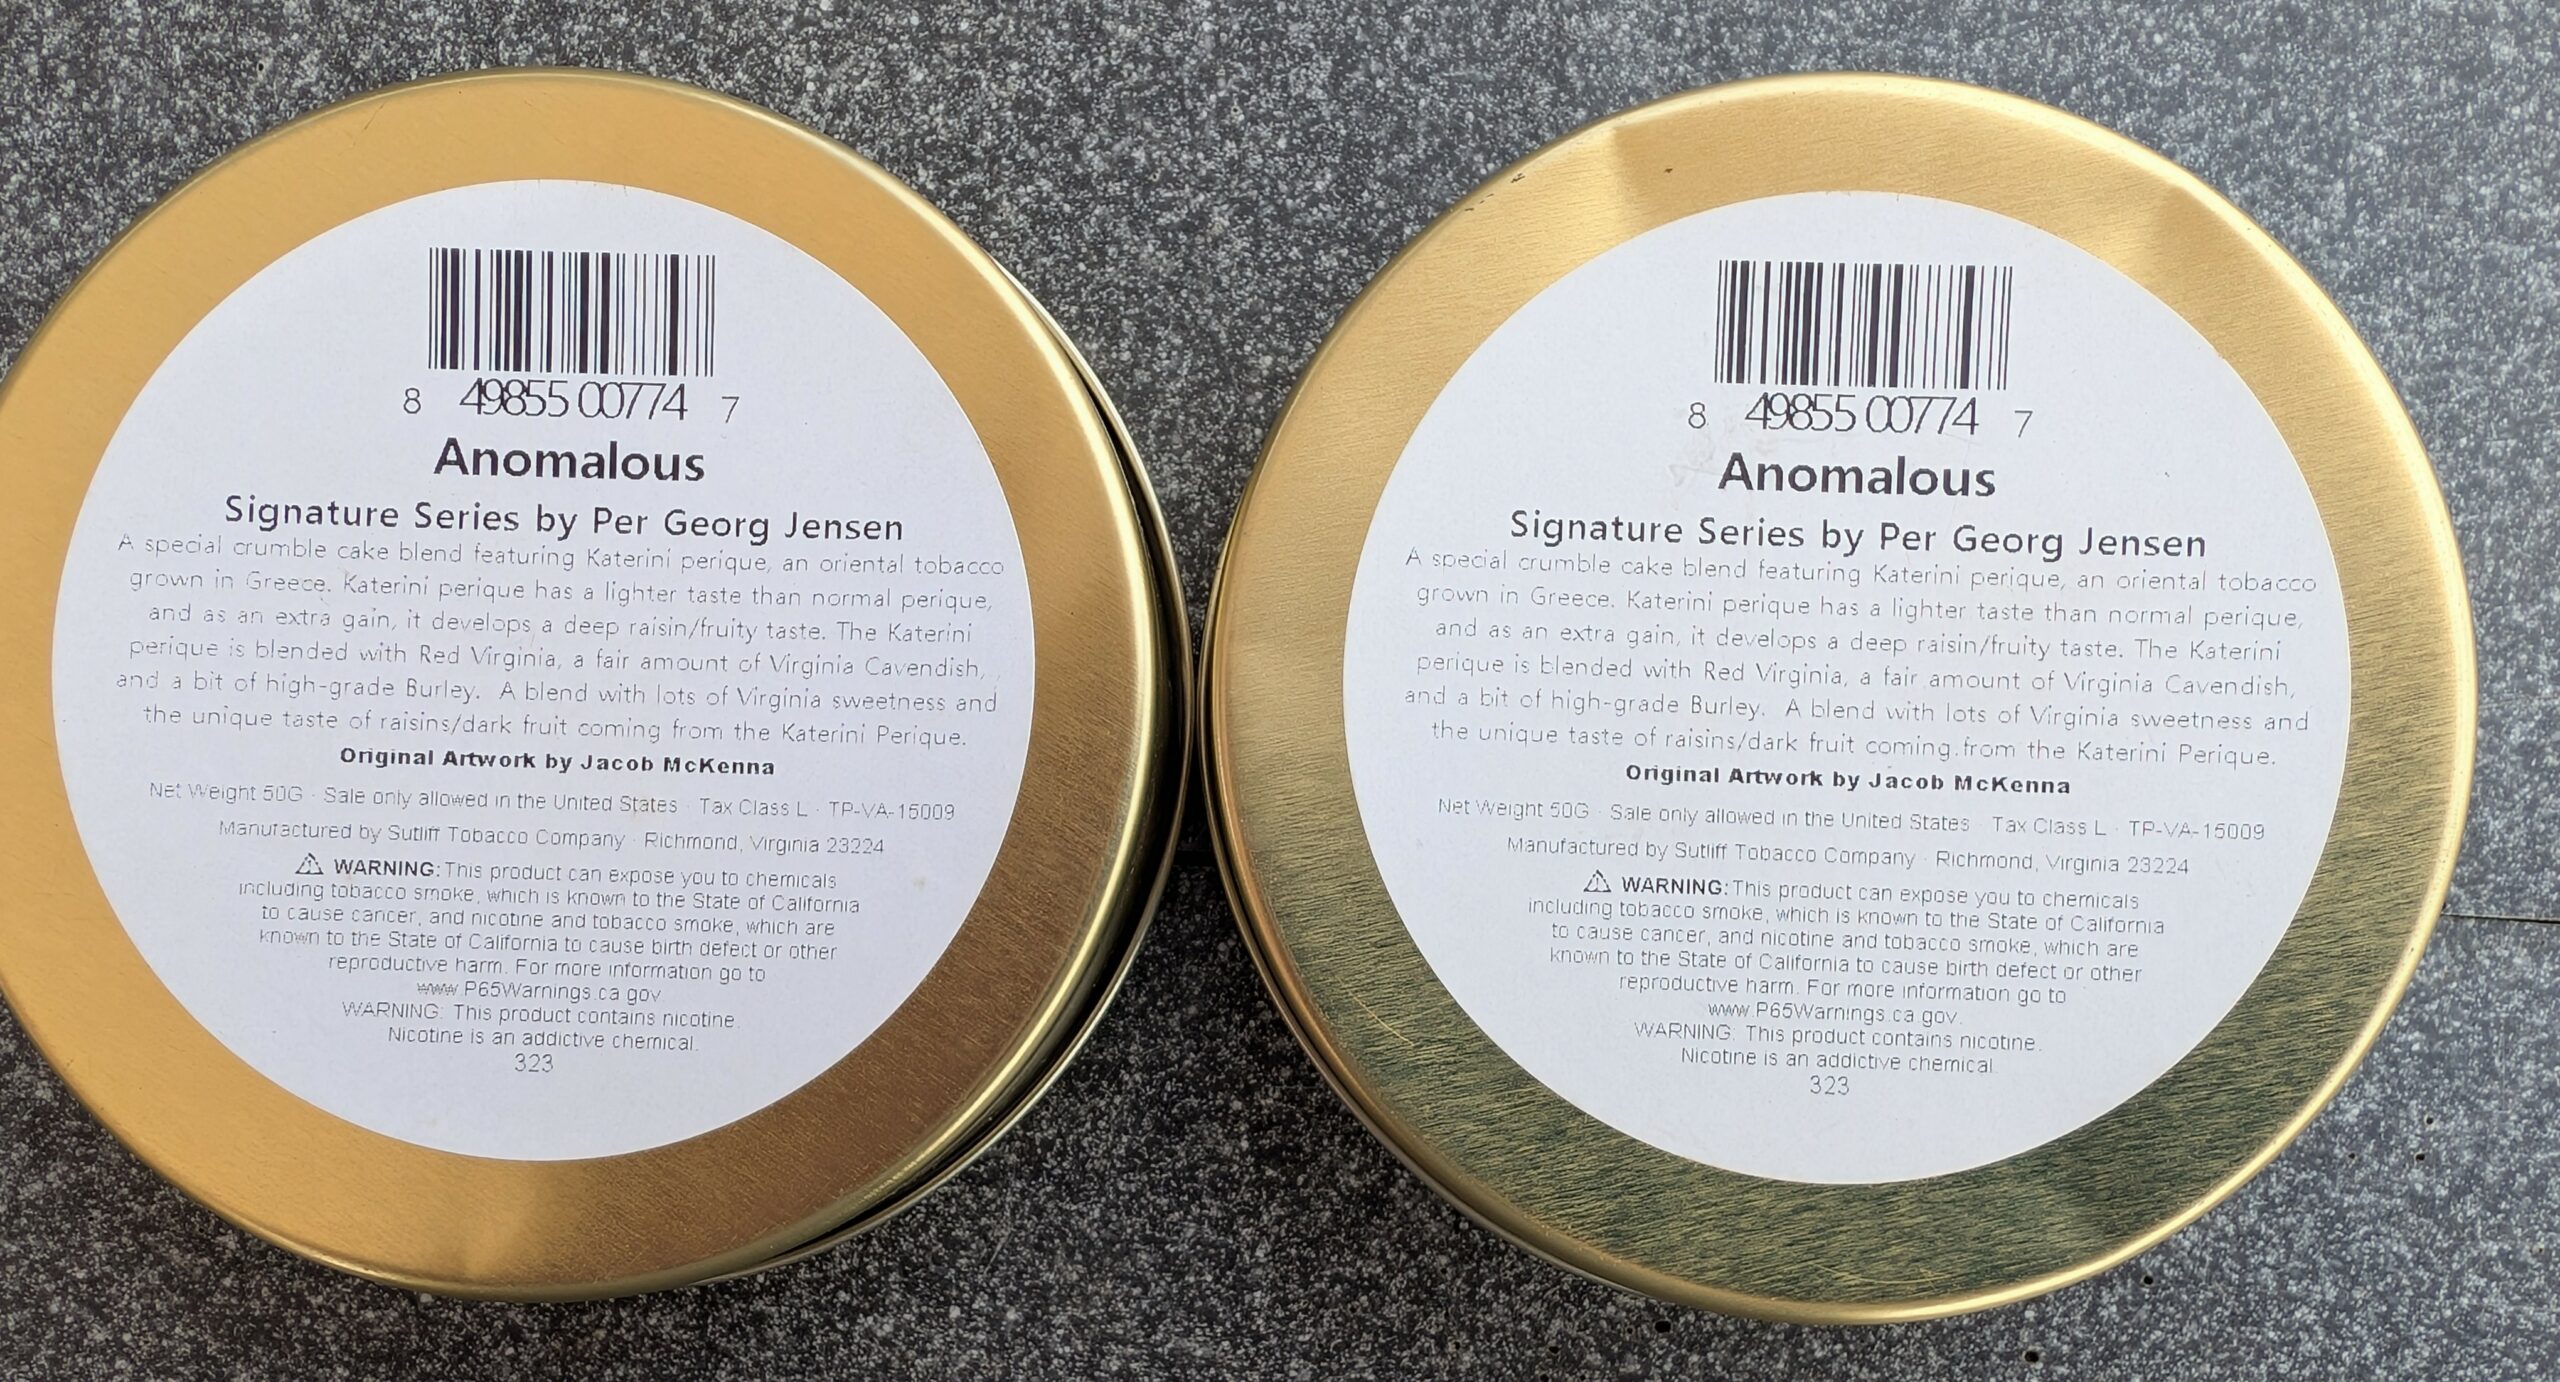 8 49855 00774 7
Anomalous
Signature Series by Per Georg Jensen
A special crumble cake blend featuring Katerini perique, an oriental tobacco
grown in Greece. Katerini perique has a lighter taste than normal perique,
and as an extra gain, it develops a deep raisin/fruity taste. The Katerini
perique is blended with Red Virginia, a fair amount of Virginia Cavendish,
and a bit of high-grade Burley. A blend with lots of Virginia sweetness and
the unique taste of raisins/dark fruit coming from the Katerini Perique.
Original Artwork by Jacob McKenna
Net Weight 50G · Sale only allowed in the United States · Tax Class L · TP-VA-15009
Manufactured by Sutliff Tobacco Company · Richmond, Virginia 23224
⚠ WARNING: This product can expose you to chemicals
including tobacco smoke, which is known to the State of California
to cause cancer, and nicotine and tobacco smoke, which are
known to the State of California to cause birth defect or other
reproductive harm. For more information go to
www.P65Warnings.ca.gov
WARNING: This product contains nicotine.
Nicotine is an addictive chemical.
323
8 49855 00774 7
Anomalous
Signature Series by Per Georg Jensen
A special crumble cake blend featuring Katerini perique, an oriental tobacco
grown in Greece. Katerini perique has a lighter taste than normal perique,
and as an extra gain, it develops a deep raisin/fruity taste. The Katerini
perique is blended with Red Virginia, a fair amount of Virginia Cavendish,
and a bit of high-grade Burley. A blend with lots of Virginia sweetness and
the unique taste of raisins/dark fruit coming from the Katerini Perique.
Original Artwork by Jacob McKenna
Net Weight 50G · Sale only allowed in the United States · Tax Class L · TP-VA-15009
Manufactured by Sutliff Tobacco Company · Richmond, Virginia 23224
⚠ WARNING: This product can expose you to chemicals
including tobacco smoke, which is known to the State of California
to cause cancer, and nicotine and tobacco smoke, which are
known to the State of California to cause birth defect or other
reproductive harm. For more information go to
www.P65Warnings.ca.gov.
WARNING: This product contains nicotine.
Nicotine is an addictive chemical.
323